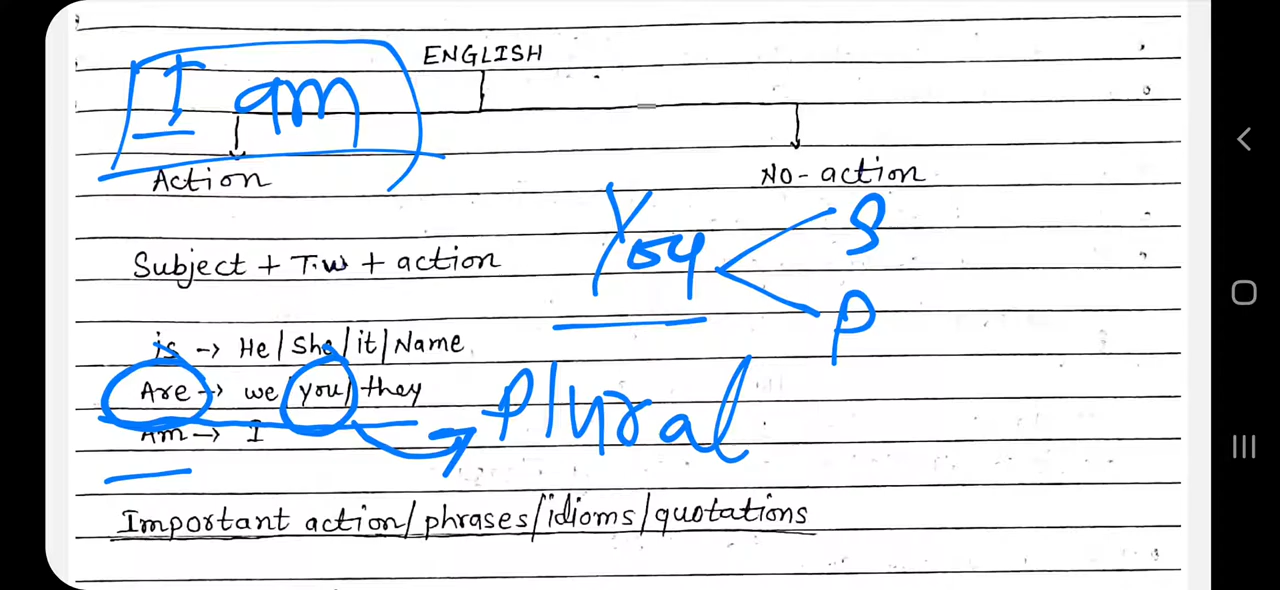 ENGLISH
I am
Action
No-action
You
S
P
Subject + T.W + action
is → He/She/it/Name
Are → we/you/they
Plural
Am → I
Important action/phrases/idioms/quotations